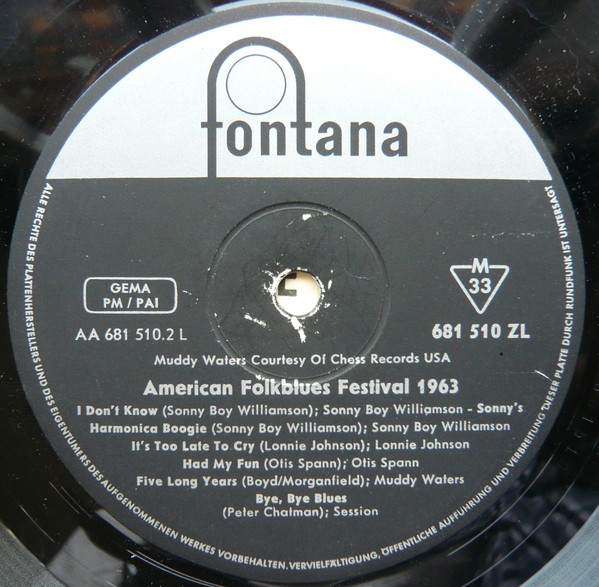 fontana
GEMA
PM / PAI
M
33
AA 681 510.2 L
681 510 ZL
Muddy Waters Courtesy Of Chess Records USA
American Folkblues Festival 1963
I Don't Know (Sonny Boy Williamson); Sonny Boy Williamson - Sonny's
Harmonica Boogie (Sonny Boy Williamson); Sonny Boy Williamson
It's Too Late To Cry (Lonnie Johnson); Lonnie Johnson
Had My Fun (Otis Spann); Otis Spann
Five Long Years (Boyd/Morganfield); Muddy Waters
Bye, Bye Blues
(Peter Chatman); Session
ALLE RECHTE DES PLATTENHERSTELLERS UND DES EIGENTÜMERS DES AUFGENOMMENEN WERKES VORBEHALTEN, VERVIELFÄLTIGUNG, ÖFFENTLICHE AUFFÜHRUNG UND VERBREITUNG DIESER PLATTE DURCH RUNDFUNK IST UNTERSAGT